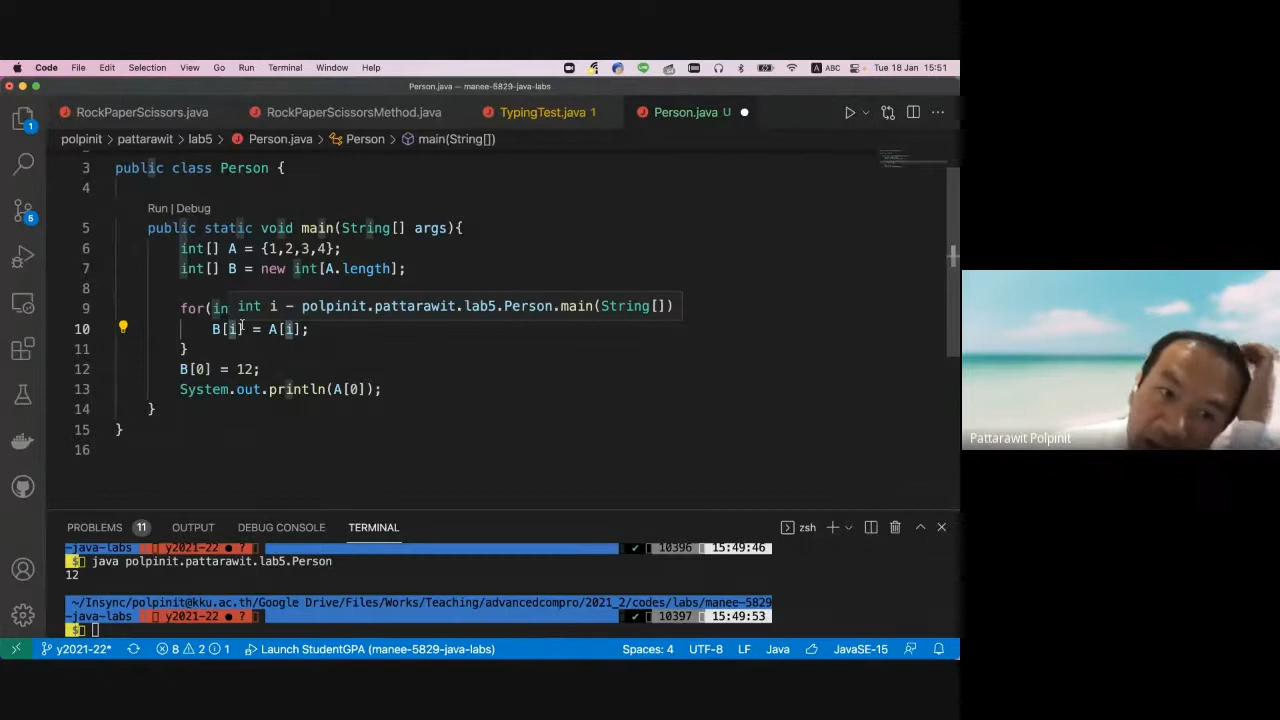 Code File Edit Selection View Go Run Terminal Window Help ABC Tue 18 Jan 15:51
Person.java — manee-5829-java-labs
RockPaperScissors.java RockPaperScissorsMethod.java TypingTest.java 1 Person.java U
polpinit > pattarawit > lab5 > Person.java > Person > main(String[])
3 public class Person {
4
Run | Debug
5 public static void main(String[] args){
6 int[] A = {1,2,3,4};
7 int[] B = new int[A.length];
8
9 for(in int i - polpinit.pattarawit.lab5.Person.main(String[])
10 B[i] = A[i];
11 }
12 B[0] = 12;
13 System.out.println(A[0]);
14 }
15 }
16
1
5
Pattarawit Polpinit
PROBLEMS 11 OUTPUT DEBUG CONSOLE TERMINAL zsh
~java-labs y2021-22 ● ? ✓ 10396 15:49:46
$ java polpinit.pattarawit.lab5.Person
12
~/Insync/polpinit@kku.ac.th/Google Drive/Files/Works/Teaching/advancedcompro/2021_2/codes/labs/manee-5829
~java-labs y2021-22 ● ? ✓ 10397 15:49:53
$
y2021-22* 8 2 1 Launch StudentGPA (manee-5829-java-labs) Spaces: 4 UTF-8 LF Java JavaSE-15